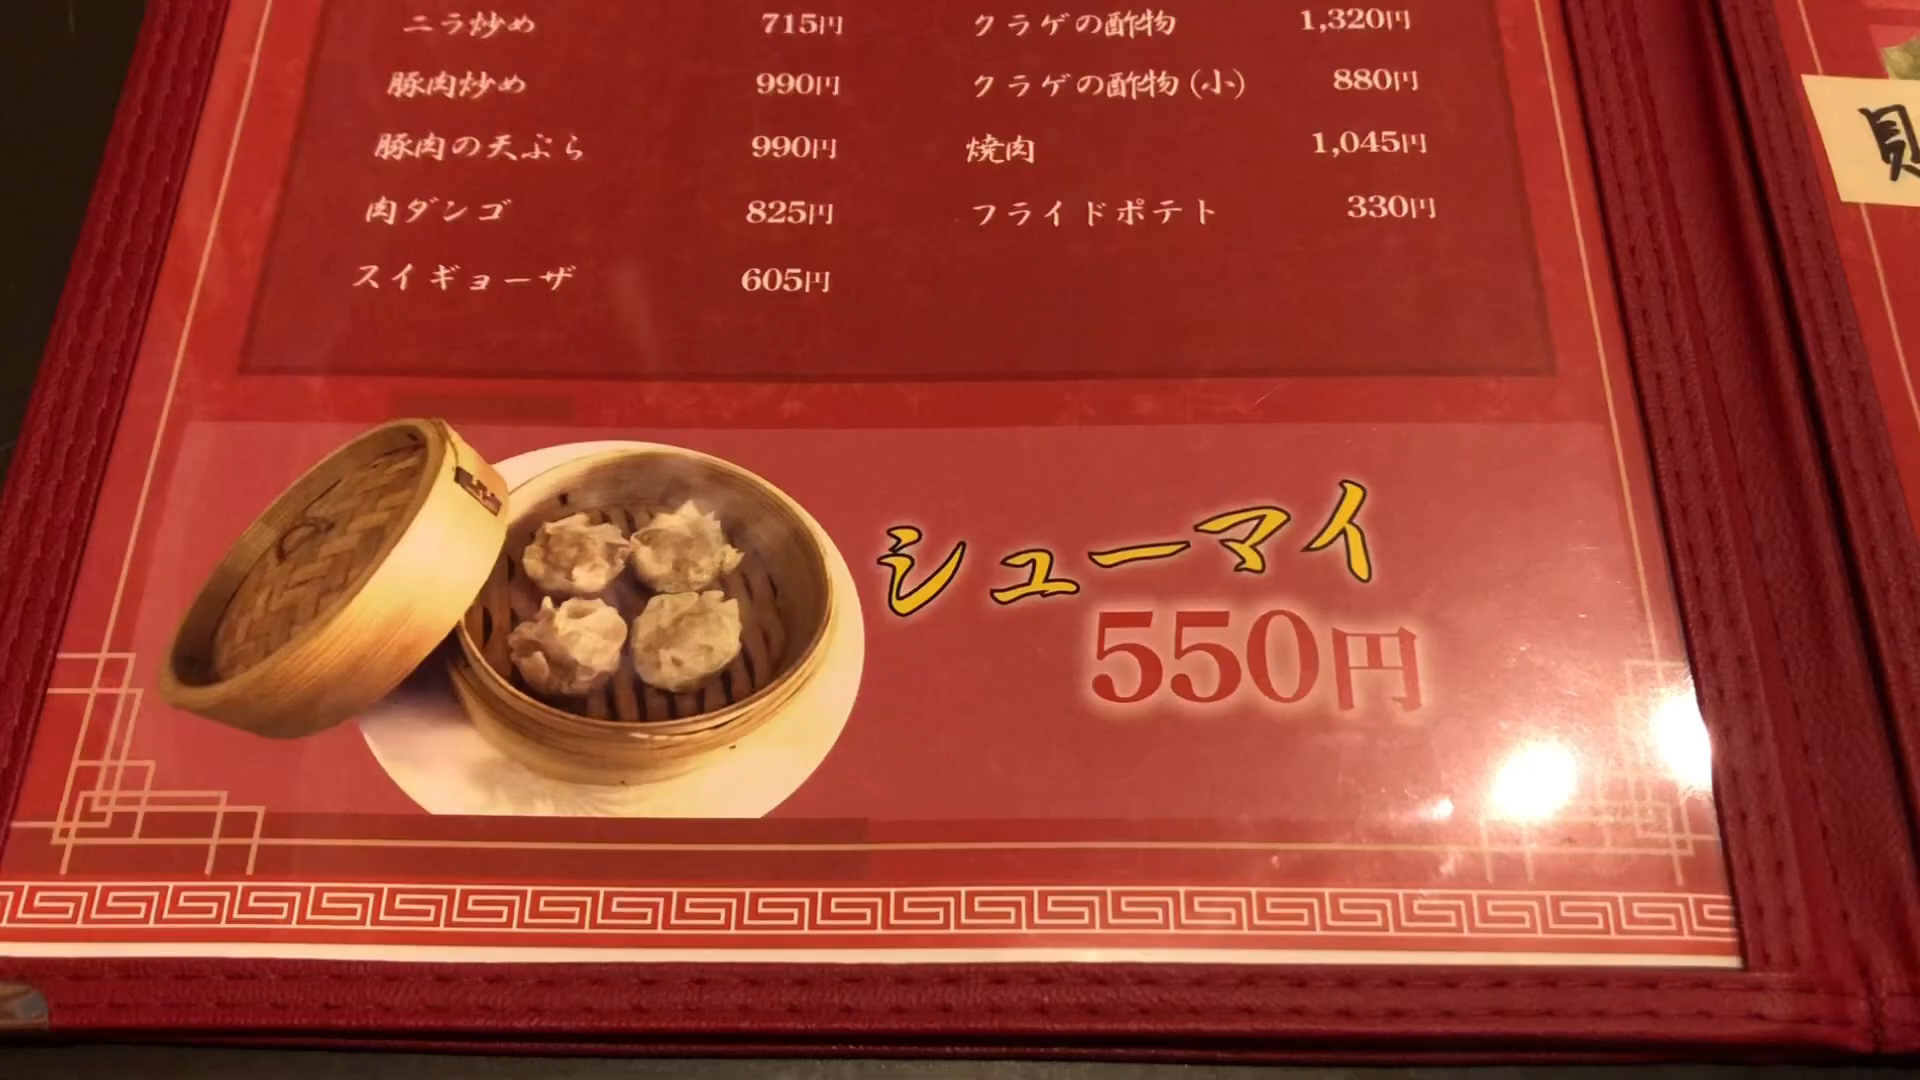 ニラ炒め 715円
豚肉炒め 990円
豚肉の天ぷら 990円
肉ダンゴ 825円
スイギョーザ 605円
クラゲの酢物 1,320円
クラゲの酢物(小) 880円
焼肉 1,045円
フライドポテト 330円
シューマイ
550円